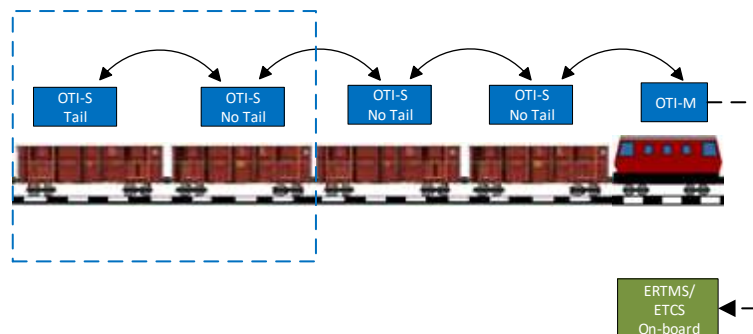 OTI-S
Tail
OTI-S
No Tail
OTI-S
No Tail
OTI-S
No Tail
OTI-M
ERTMS/
ETCS
On-board